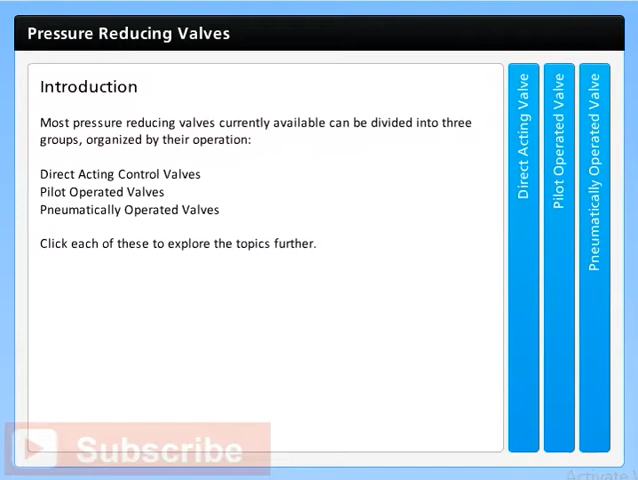 Pressure Reducing Valves
Introduction
Most pressure reducing valves currently available can be divided into three
groups, organized by their operation:
Direct Acting Control Valves
Pilot Operated Valves
Pneumatically Operated Valves
Click each of these to explore the topics further.
Direct Acting Valve
Pilot Operated Valve
Pneumatically Operated Valve
Subscribe
Activate